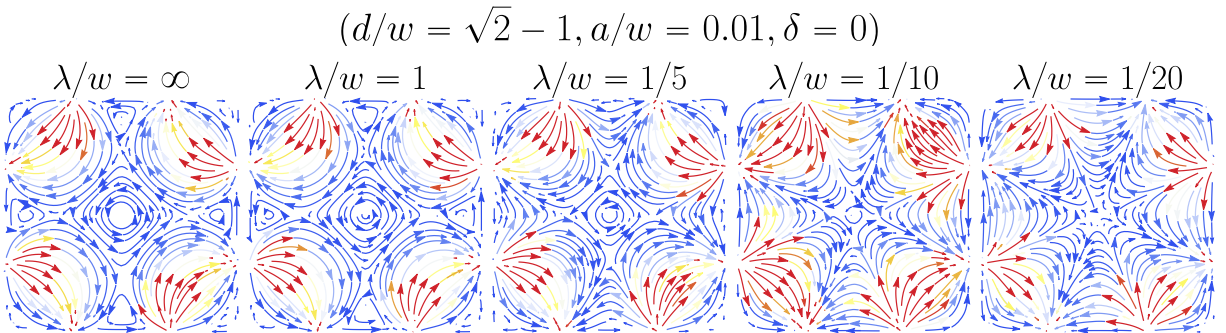 (d/w = √2 − 1, a/w = 0.01, δ = 0)
λ/w = ∞ λ/w = 1 λ/w = 1/5 λ/w = 1/10 λ/w = 1/20